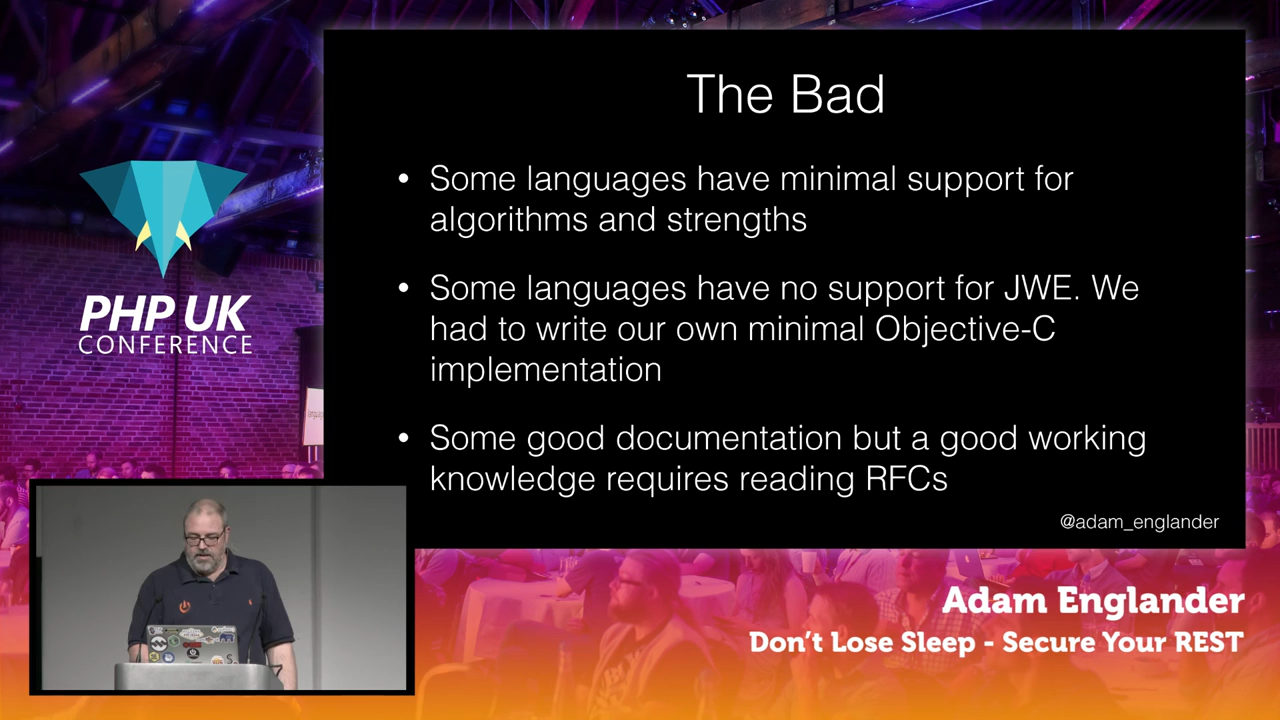 The Bad
• Some languages have minimal support for
algorithms and strengths
• Some languages have no support for JWE. We
had to write our own minimal Objective-C
implementation
• Some good documentation but a good working
knowledge requires reading RFCs
@adam_englander
PHP UK
CONFERENCE
Adam Englander
Don't Lose Sleep - Secure Your REST